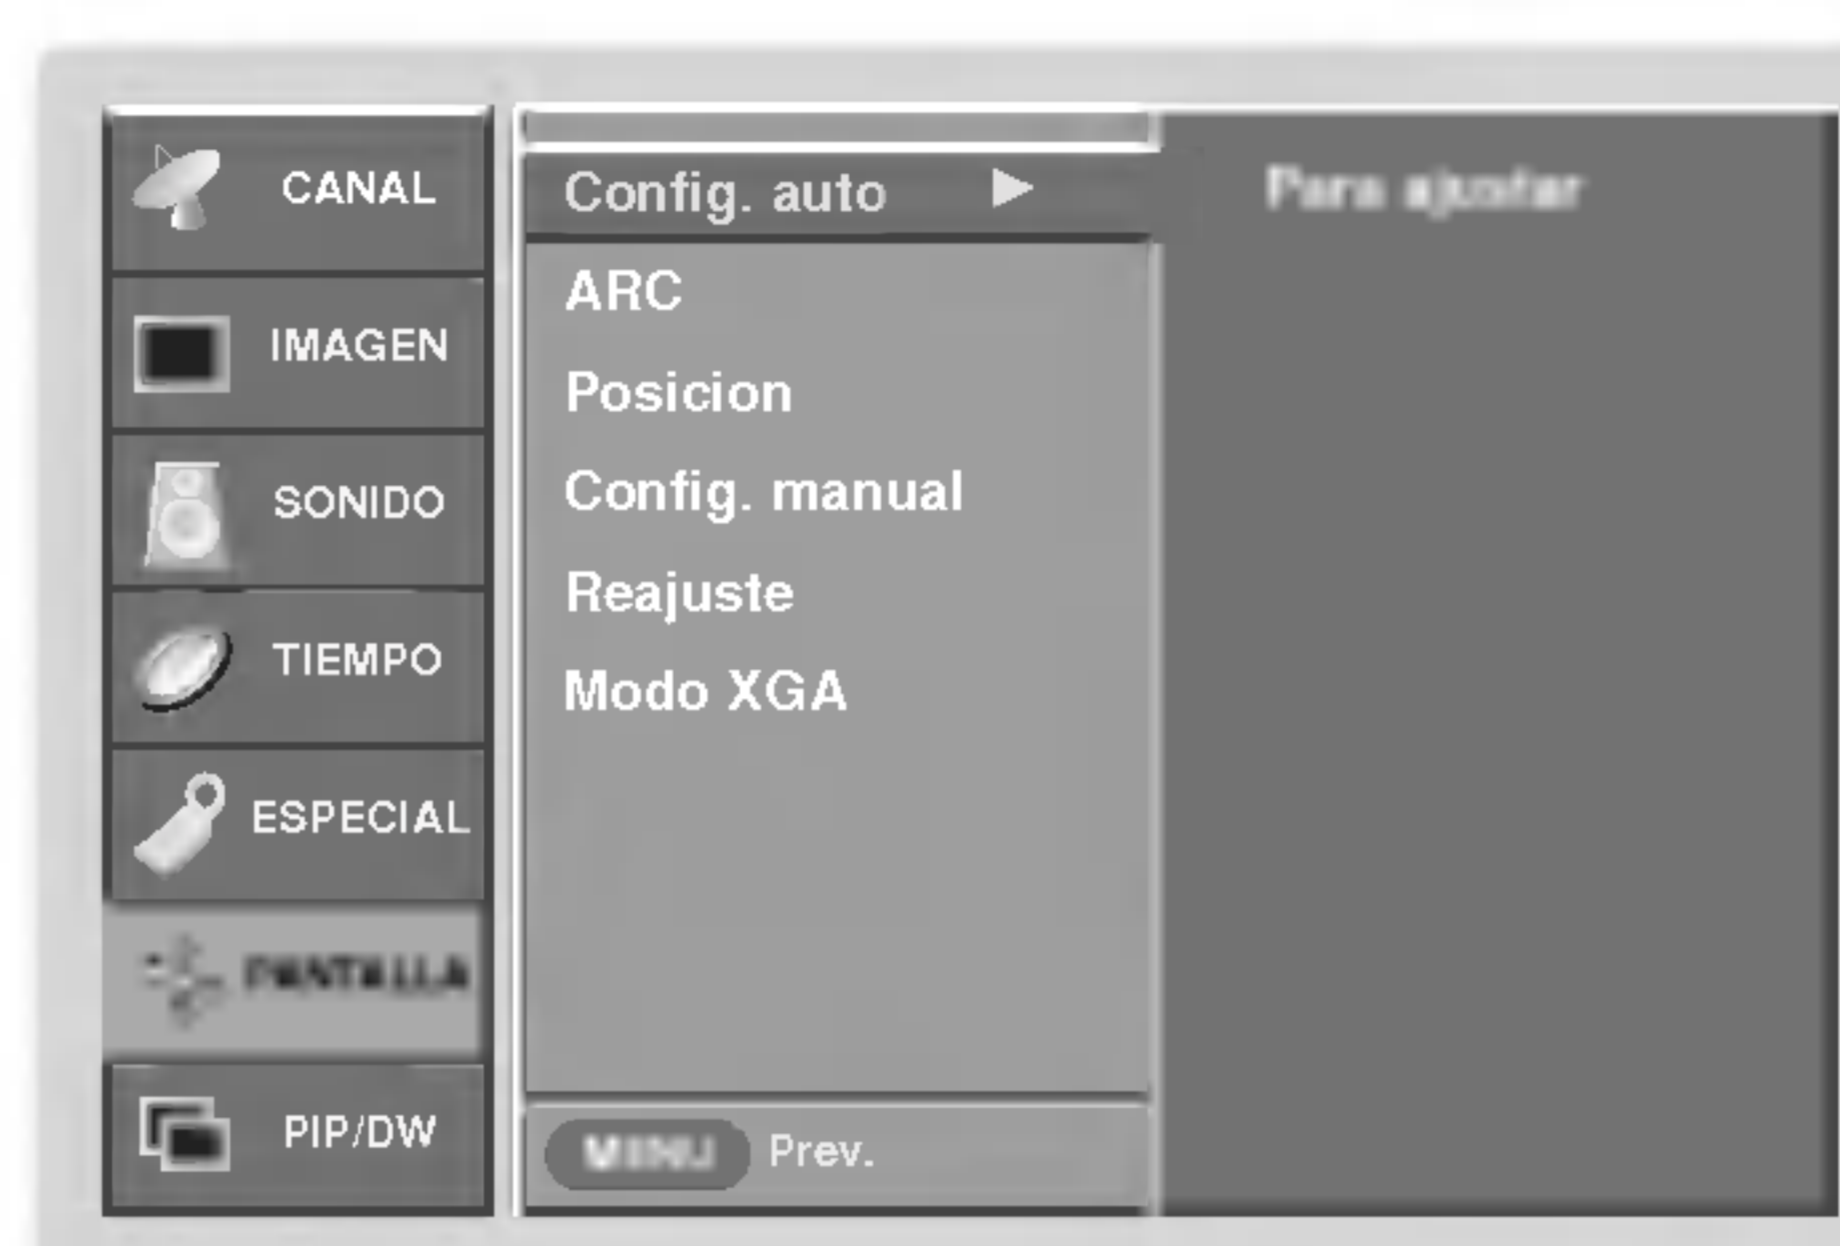 CANAL
IMAGEN
SONIDO
TIEMPO
ESPECIAL
PANTALLA
PIP/DW
Config. auto
ARC
Posicion
Config. manual
Reajuste
Modo XGA
MENU Prev.
Para ajustar